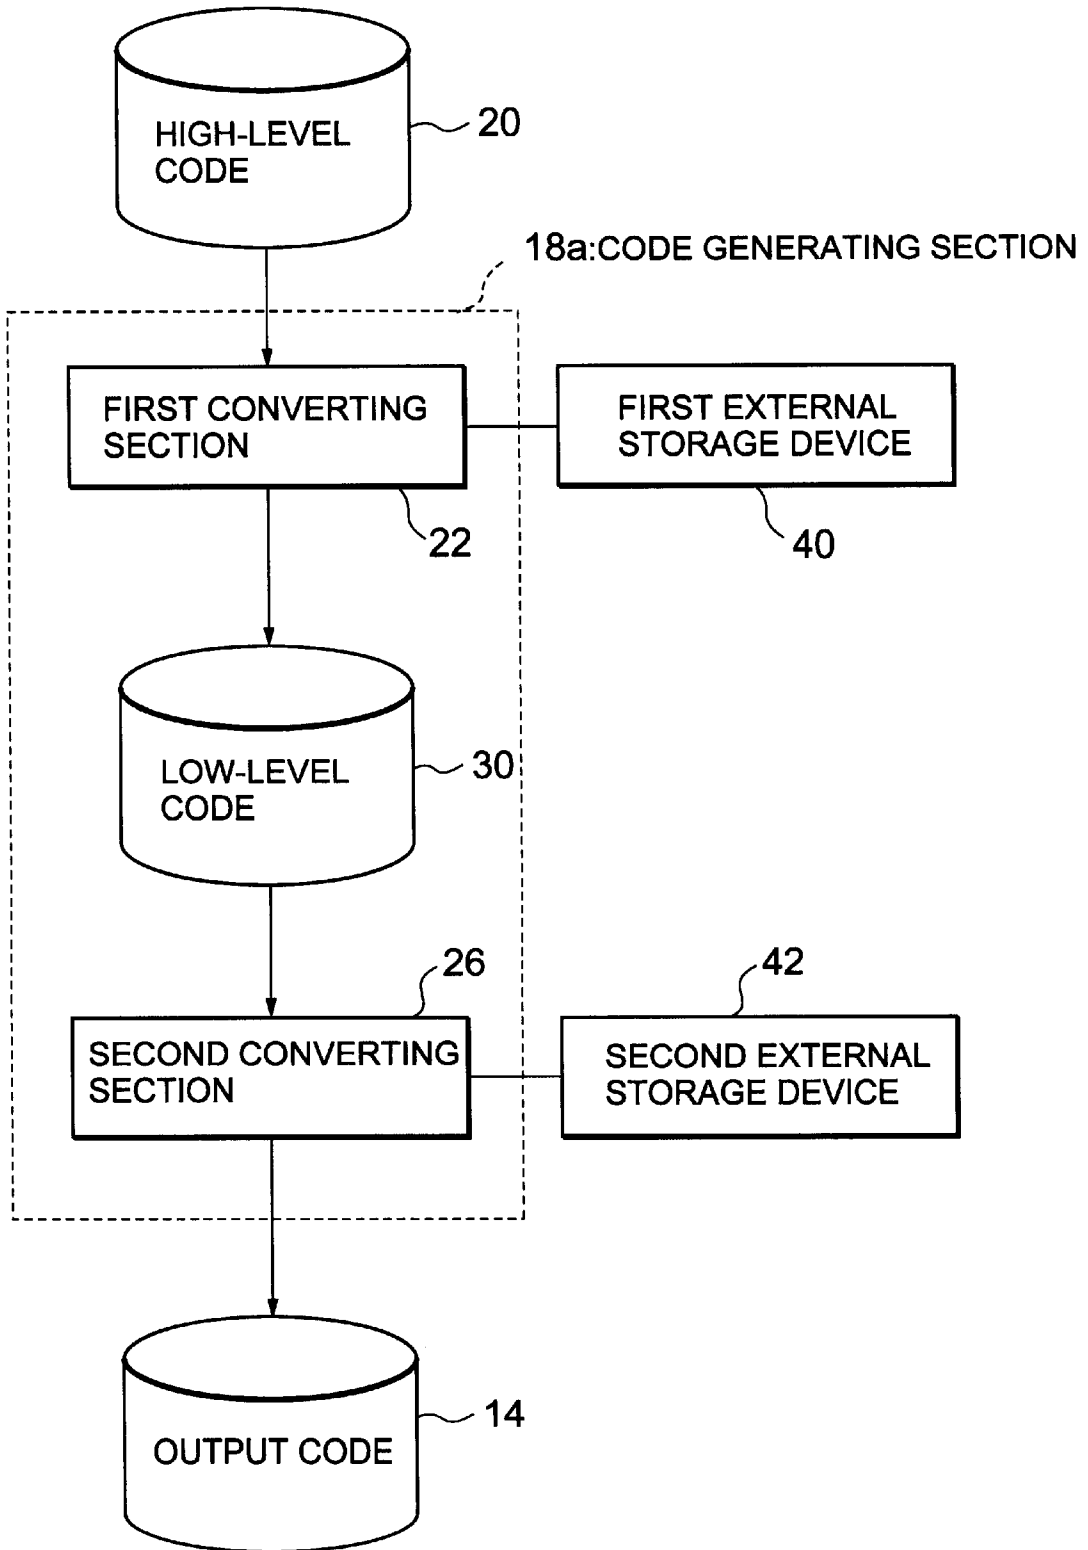 HIGH-LEVEL
CODE
20
18a:CODE GENERATING SECTION
FIRST CONVERTING
SECTION
FIRST EXTERNAL
STORAGE DEVICE
22
40
LOW-LEVEL
CODE
30
26
42
SECOND CONVERTING
SECTION
SECOND EXTERNAL
STORAGE DEVICE
14
OUTPUT CODE